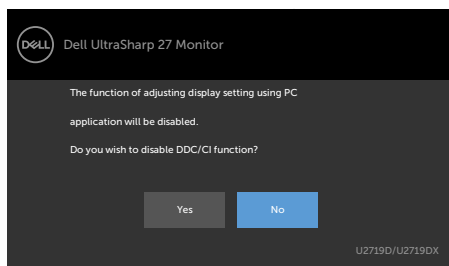 DELL Dell UltraSharp 27 Monitor
The function of adjusting display setting using PC
application will be disabled.
Do you wish to disable DDC/CI function?
Yes No
U2719D/U2719DX